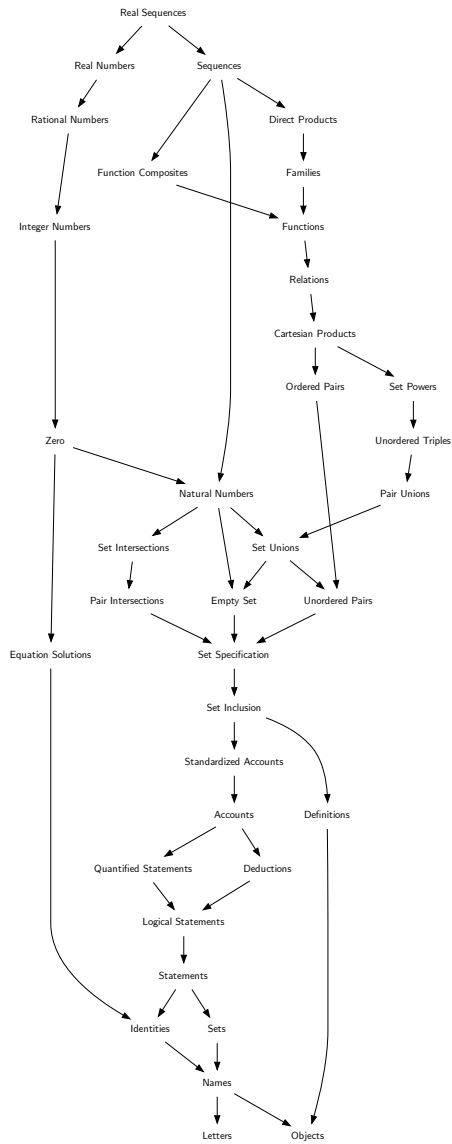 Real Sequences
Real Numbers
Sequences
Rational Numbers
Direct Products
Function Composites
Families
Integer Numbers
Functions
Relations
Cartesian Products
Ordered Pairs
Set Powers
Zero
Unordered Triples
Natural Numbers
Pair Unions
Set Intersections
Set Unions
Pair Intersections
Empty Set
Unordered Pairs
Equation Solutions
Set Specification
Set Inclusion
Standardized Accounts
Accounts
Definitions
Quantified Statements
Deductions
Logical Statements
Statements
Identities
Sets
Names
Letters
Objects